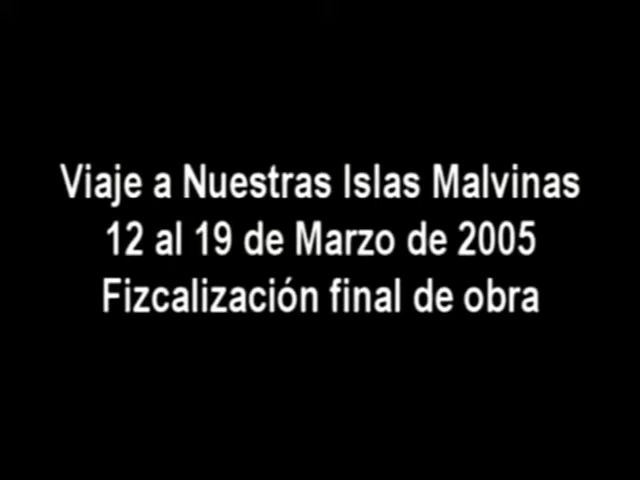 Viaje a Nuestras Islas Malvinas
12 al 19 de Marzo de 2005
Fizcalización final de obra